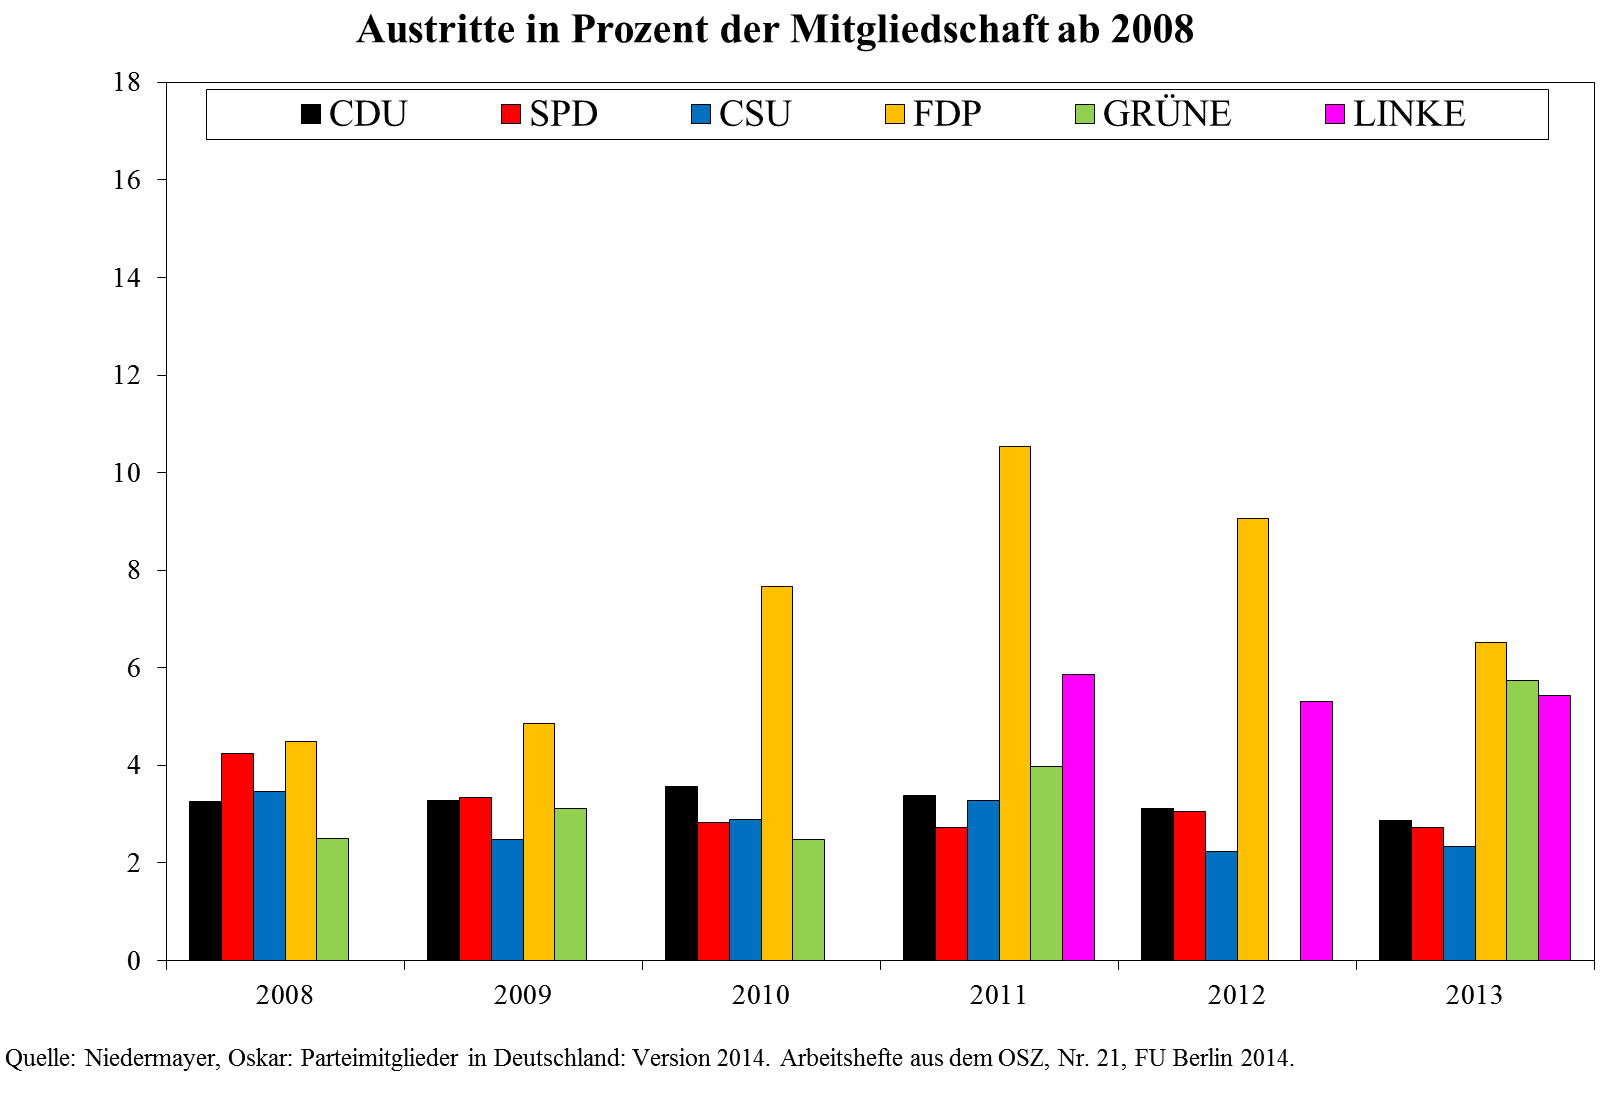 Austritte in Prozent der Mitgliedschaft ab 2008
18
CDU SPD CSU FDP GRÜNE LINKE
16
14
12
10
8
6
4
2
0
2008 2009 2010 2011 2012 2013
Quelle: Niedermayer, Oskar: Parteimitglieder in Deutschland: Version 2014. Arbeitshefte aus dem OSZ, Nr. 21, FU Berlin 2014.